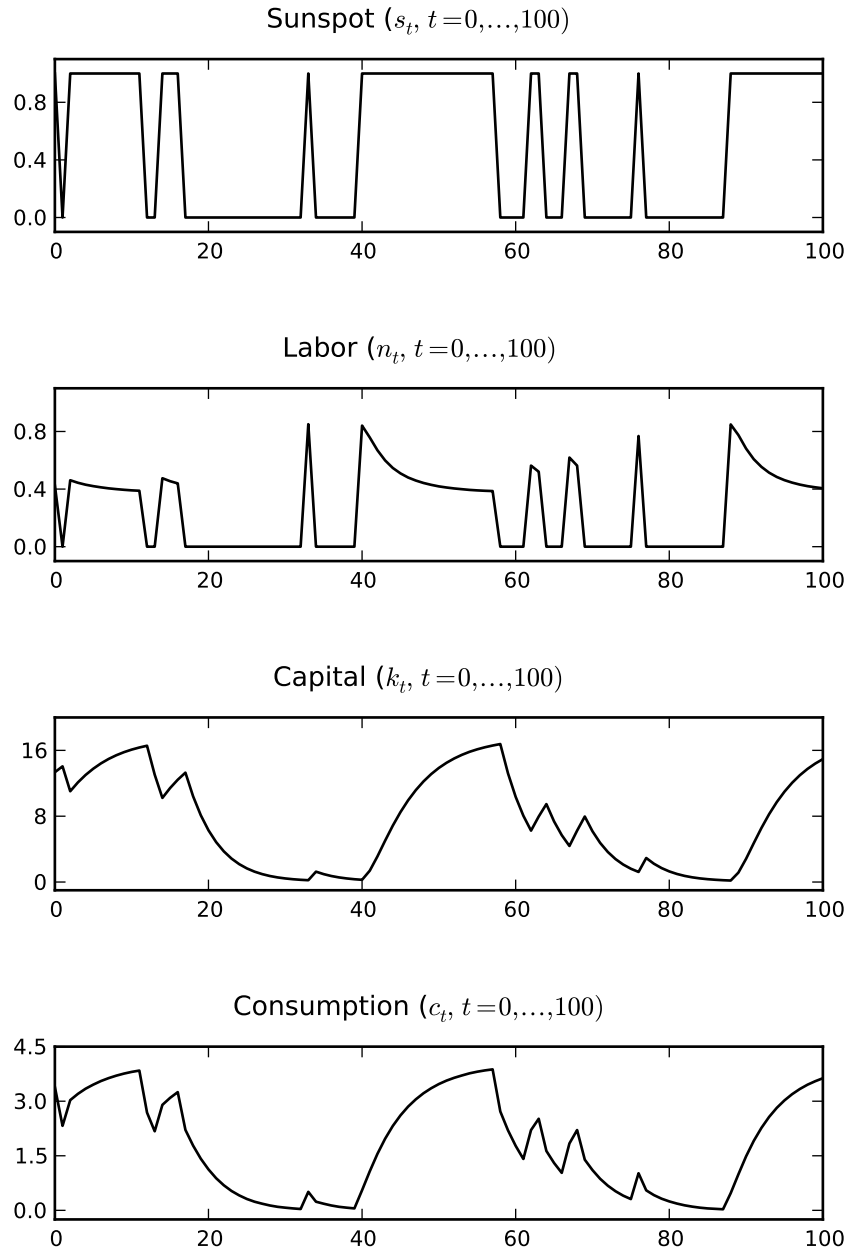 Sunspot (s_t, t=0,...,100)
0.8
0.4
0.0
0 20 40 60 80 100
Labor (n_t, t=0,...,100)
0.8
0.4
0.0
0 20 40 60 80 100
Capital (k_t, t=0,...,100)
16
8
0
0 20 40 60 80 100
Consumption (c_t, t=0,...,100)
4.5
3.0
1.5
0.0
0 20 40 60 80 100